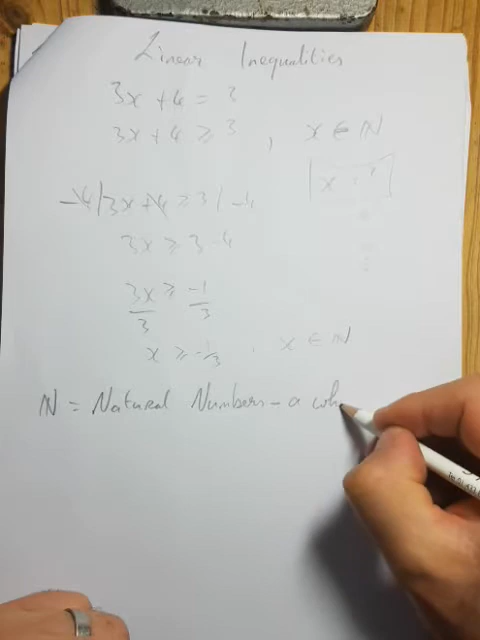 Linear Inequalities
3x + 4 = 3
3x + 4 ≥ 3 , x ∈ ℕ
x = ?
-4/3x+4 ≥ 3/-4
3x ≥ 3-4
3x/3 ≥ -1/3
x ≥ -1/3 , x ∈ ℕ
ℕ = Natural Numbers - a wh